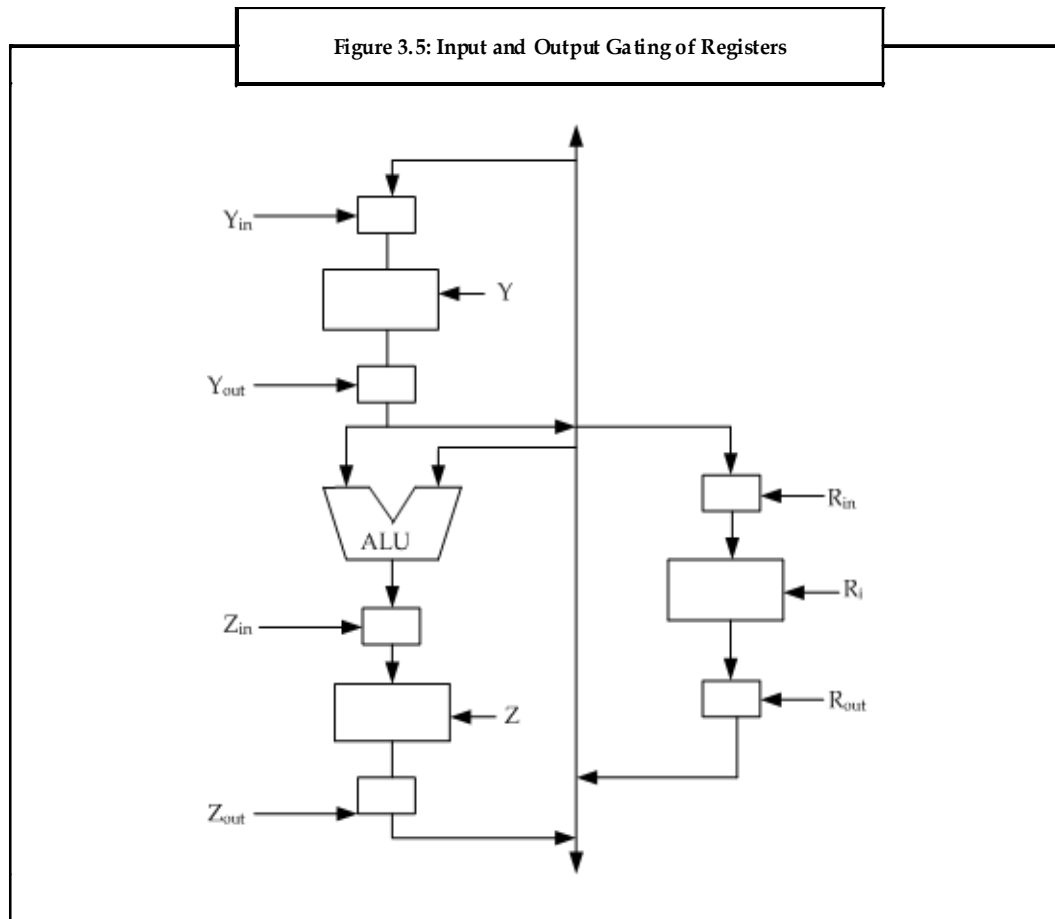 Figure 3.5: Input and Output Gating of Registers
Yin
Y
Yout
ALU
Rin
Ri
Zin
Z
Rout
Zout